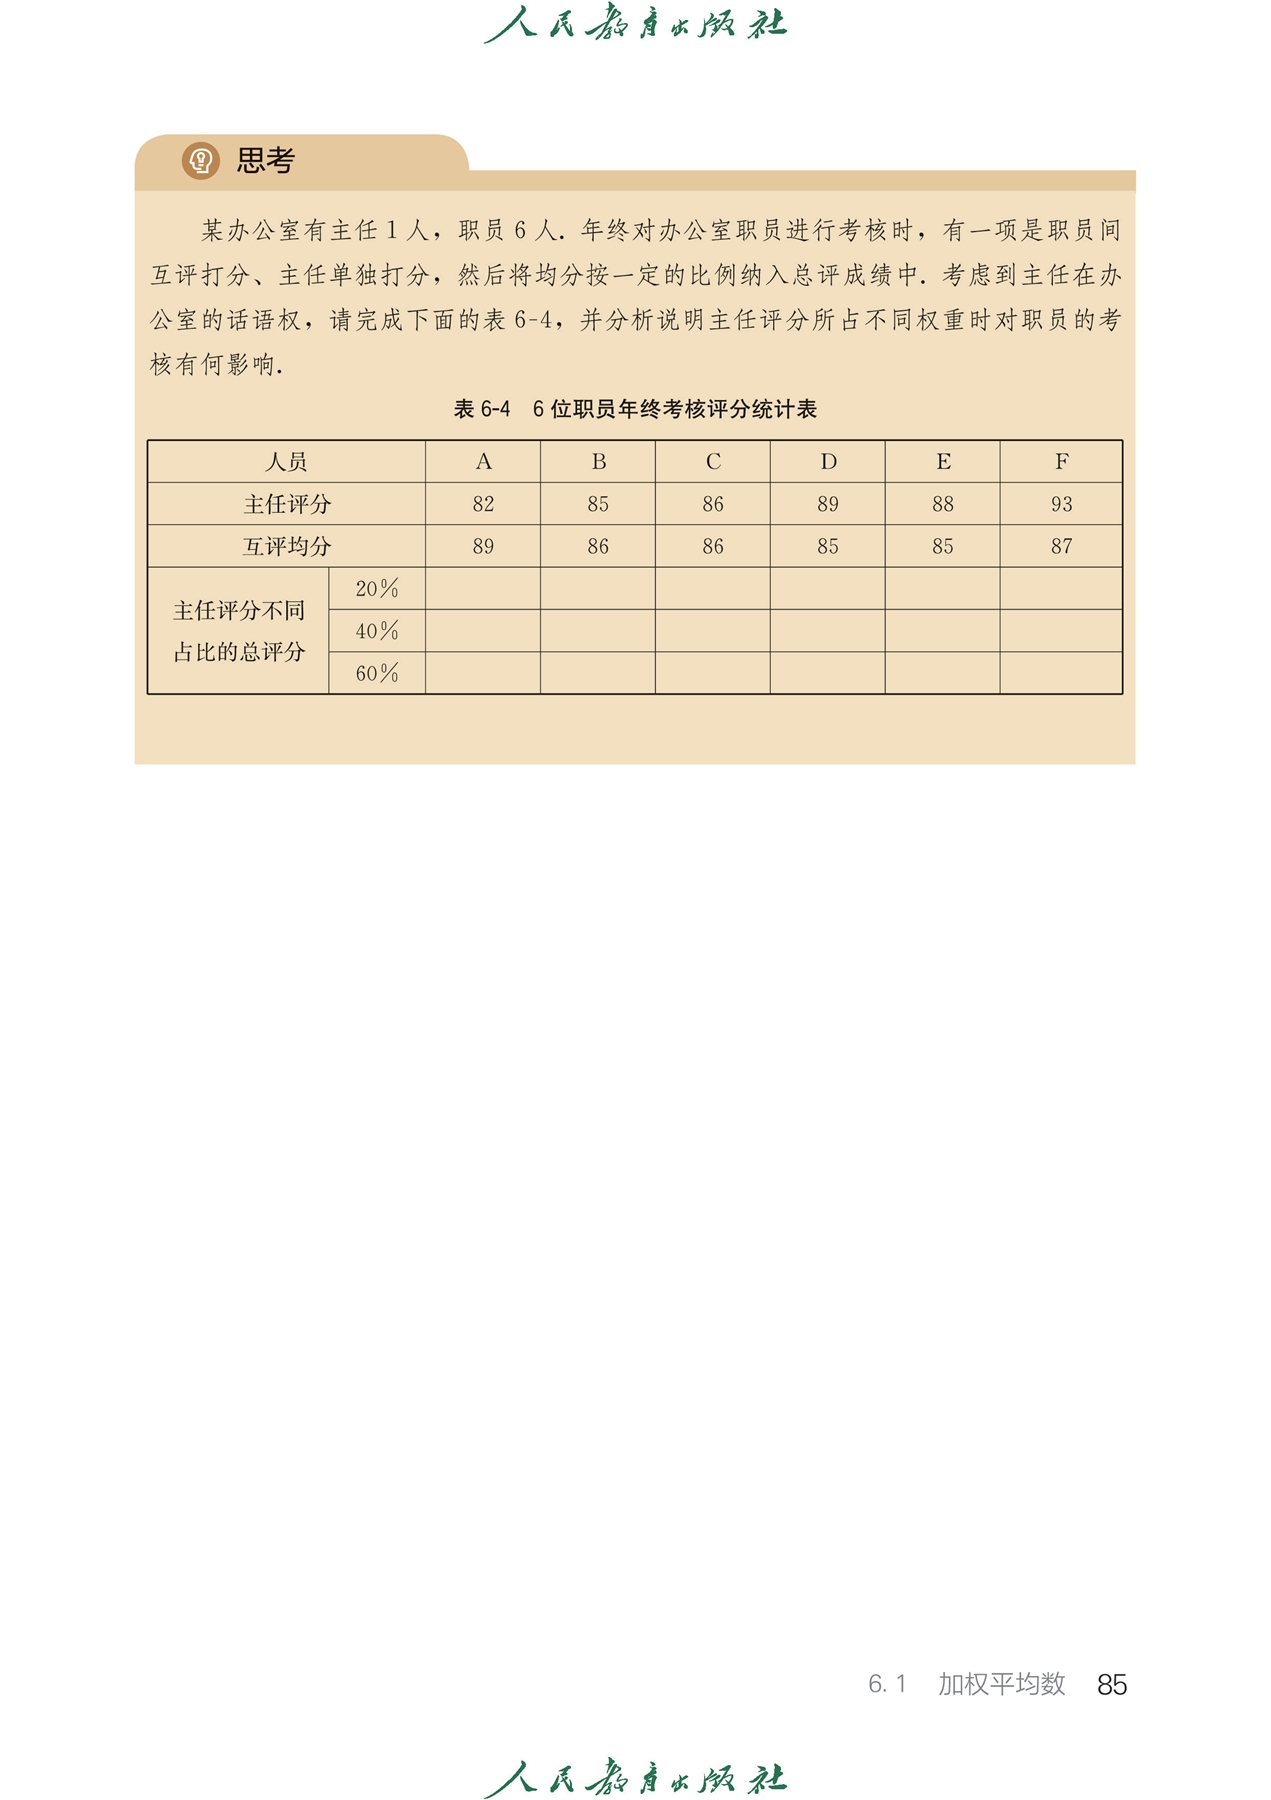 人民教育出版社
思考
某办公室有主任1人，职员6人. 年终对办公室职员进行考核时，有一项是职员间
互评打分、主任单独打分，然后将均分按一定的比例纳入总评成绩中. 考虑到主任在办
公室的话语权，请完成下面的表 6-4，并分析说明主任评分所占不同权重时对职员的考
核有何影响.
表 6-4 6 位职员年终考核评分统计表
人员 A B C D E F
主任评分 82 85 86 89 88 93
互评均分 89 86 86 85 85 87
主任评分不同
占比的总评分
20%
40%
60%
6. 1 加权平均数 85
人民教育出版社